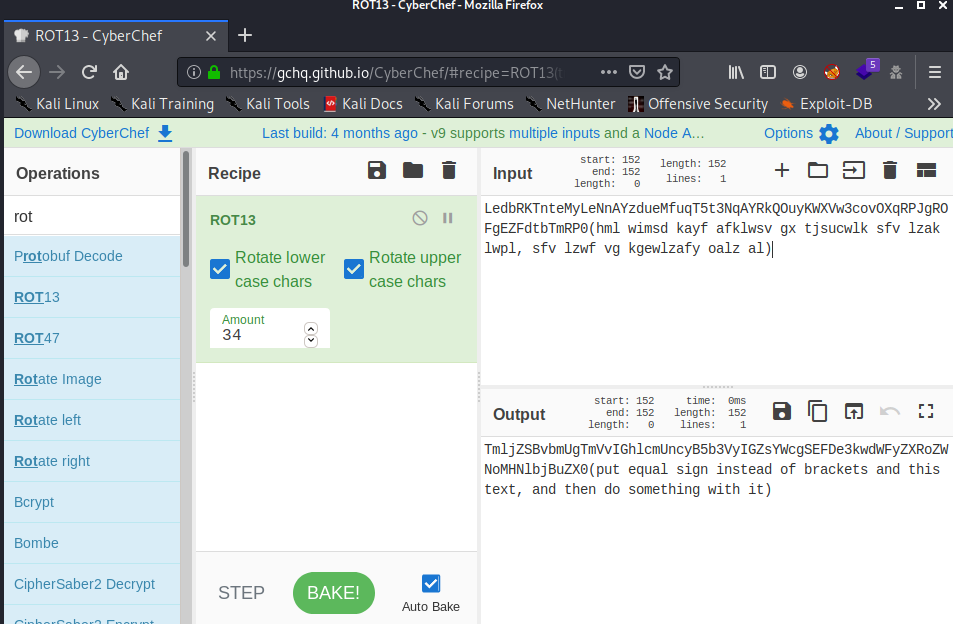 ROT13 - CyberChef - Mozilla Firefox
ROT13 - CyberChef
https://gchq.github.io/CyberChef/#recipe=ROT13(t
5
Kali Linux Kali Training Kali Tools Kali Docs Kali Forums NetHunter Offensive Security Exploit-DB
Download CyberChef Last build: 4 months ago - v9 supports multiple inputs and a Node A... Options About / Support
Operations
rot
Protobuf Decode
ROT13
ROT47
Rotate Image
Rotate left
Rotate right
Bcrypt
Bombe
CipherSaber2 Decrypt
CipherSaber2 Encrypt
Recipe
ROT13
Rotate lower case chars
Rotate upper case chars
Amount
34
STEP
BAKE!
Auto Bake
Input
start: 152
end: 152
length: 0
length: 152
lines: 1
LedbRKTnteMyLeNnAYzdueMfuqT5t3NqAYRkQOuyKWXVw3covOXqRPJgRO
FgEZFdtbTmRP0(hml wimsd kayf afklwsv gx tjsucwlk sfv lzak
lwpl, sfv lzwf vg kgewlzafy oalz al)
Output
start: 152
end: 152
length: 0
time: 0ms
length: 152
lines: 1
TmljZSBvbmUgTmVvIGhlcmUncyB5b3VyIGZsYWcgSEFDe3kwdWFyZXRoZW
NoMHNlbjBuZX0(put equal sign instead of brackets and this
text, and then do something with it)